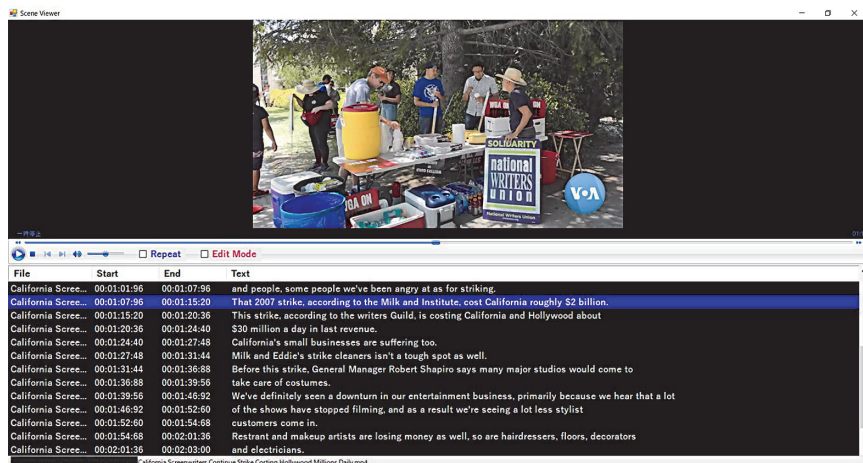 Scene Viewer
WGA ON
SOLIDARITY
national
WRITERS
union
National Writers Union
WGA ON
VOA
一時停止
Repeat Edit Mode
File Start End Text
California Scree... 00:01:01:96 00:01:07:96 and people, some people we've been angry at as for striking.
California Scree... 00:01:07:96 00:01:15:20 That 2007 strike, according to the Milk and Institute, cost California roughly $2 billion.
California Scree... 00:01:15:20 00:01:20:36 This strike, according to the writers Guild, is costing California and Hollywood about
California Scree... 00:01:20:36 00:01:24:40 $30 million a day in last revenue.
California Scree... 00:01:24:40 00:01:27:48 California's small businesses are suffering too.
California Scree... 00:01:27:48 00:01:31:44 Milk and Eddie's strike cleaners isn't a tough spot as well.
California Scree... 00:01:31:44 00:01:36:88 Before this strike, General Manager Robert Shapiro says many major studios would come to
California Scree... 00:01:36:88 00:01:39:56 take care of costumes.
California Scree... 00:01:39:56 00:01:46:92 We've definitely seen a downturn in our entertainment business, primarily because we hear that a lot
California Scree... 00:01:46:92 00:01:52:60 of the shows have stopped filming, and as a result we're seeing a lot less stylist
California Scree... 00:01:52:60 00:01:54:68 customers come in.
California Scree... 00:01:54:68 00:02:01:36 Restrant and makeup artists are losing money as well, so are hairdressers, floors, decorators
California Scree... 00:02:01:36 00:02:03:00 and electricians.
California Screenwriters Continue Stoke Costing Hollywood Millions Daily.mp4